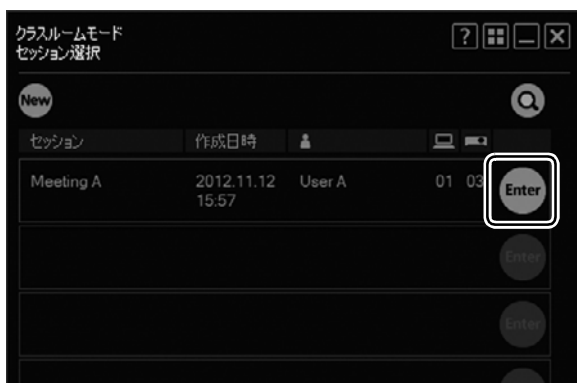 クラスルームモード
セッション選択
?
New
セッション 作成日時
Meeting A 2012.11.12 User A 01 03 Enter
15:57
Enter
Enter